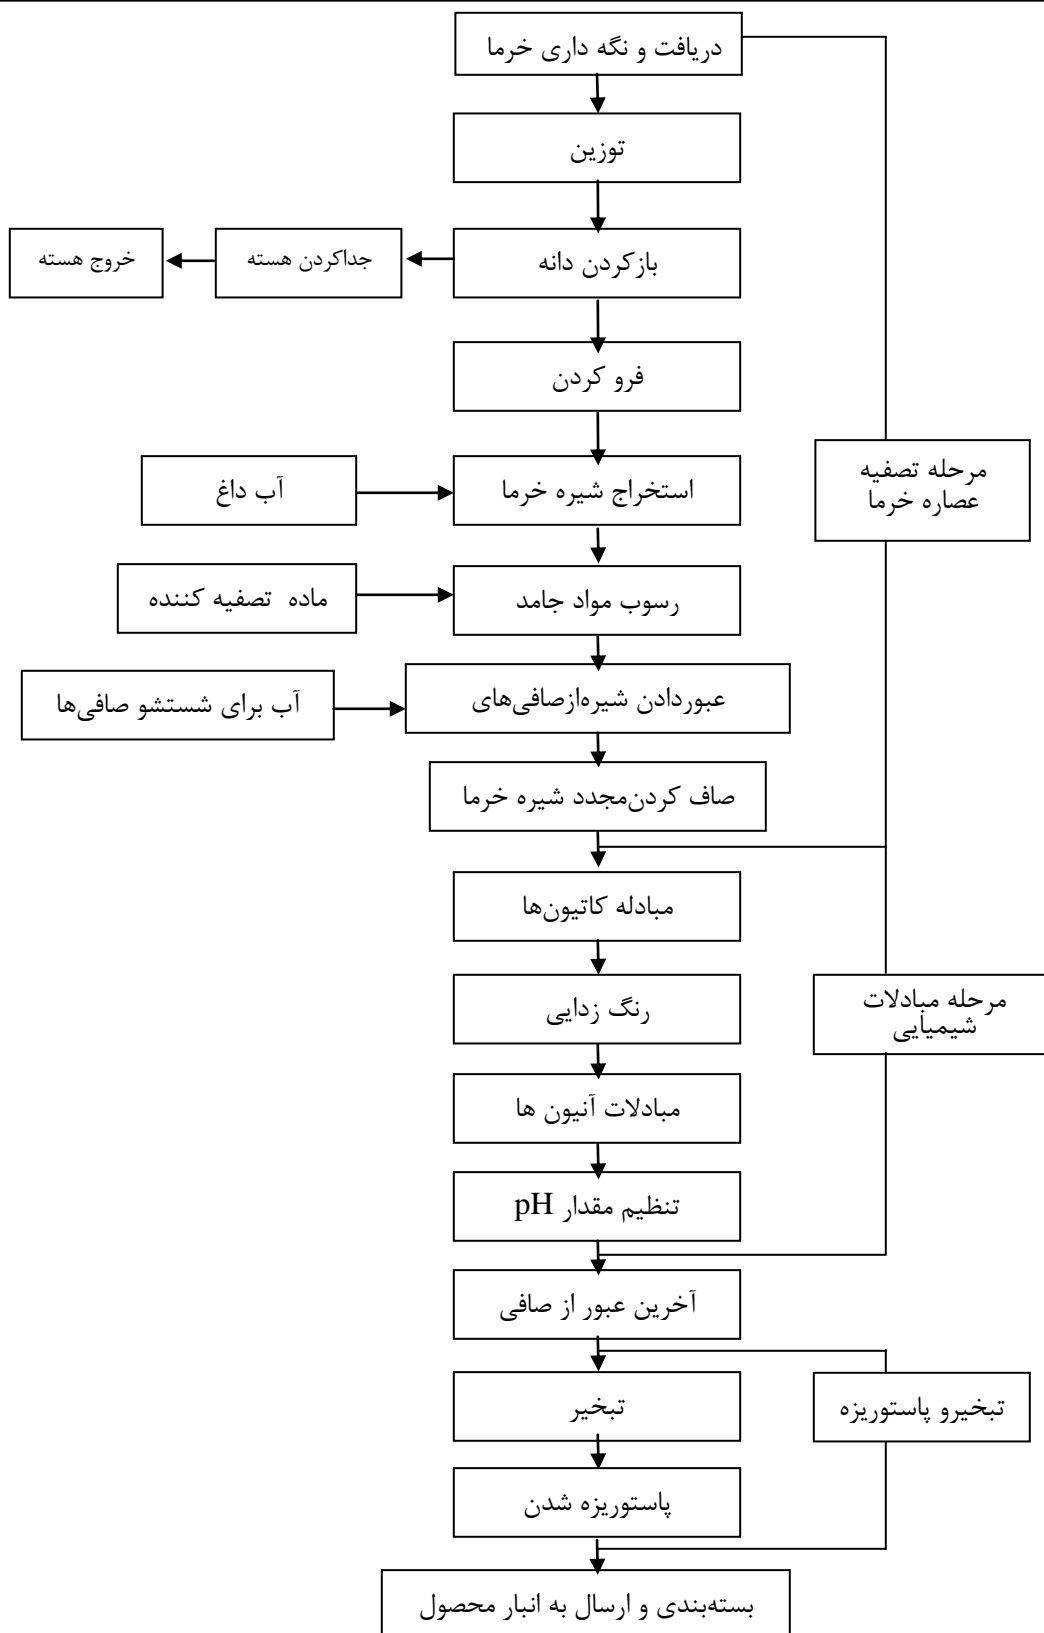 دریافت و نگه داری خرما
توزین
بازکردن دانه
جداکردن هسته
خروج هسته
فرو کردن
مرحله تصفیه
عصاره خرما
استخراج شیره خرما
آب داغ
رسوب مواد جامد
ماده تصفیه کننده
عبوردادن شیره‌ازصافی‌های
آب برای شستشو صافی‌ها
صاف کردن‌مجدد شیره خرما
مبادله کاتیون‌ها
رنگ زدایی
مرحله مبادلات
شیمیایی
مبادلات آنیون ها
تنظیم مقدار pH
آخرین عبور از صافی
تبخیر
تبخیرو پاستوریزه
پاستوریزه شدن
بسته‌بندی و ارسال به انبار محصول